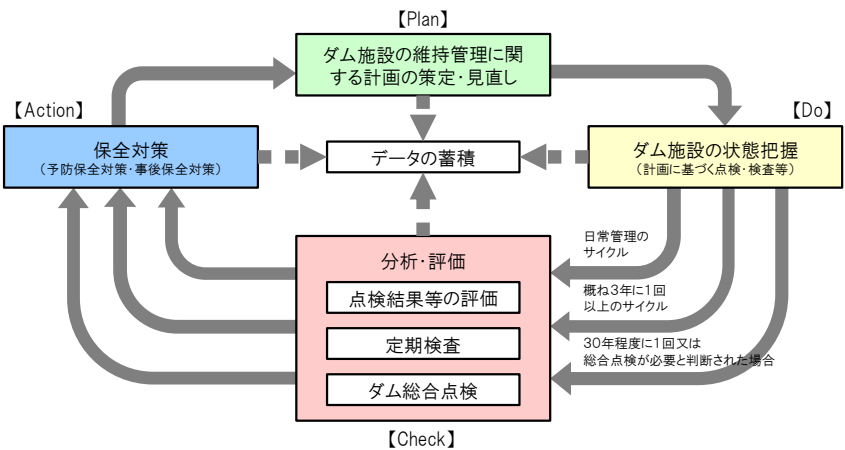 【Plan】
ダム施設の維持管理に関
する計画の策定・見直し
【Action】
【Do】
保全対策
（予防保全対策・事後保全対策）
データの蓄積
ダム施設の状態把握
（計画に基づく点検・検査等）
日常管理の
サイクル
分析・評価
点検結果等の評価
概ね3年に1回
以上のサイクル
定期検査
30年程度に1回又は
総合点検が必要と判断された場合
ダム総合点検
【Check】